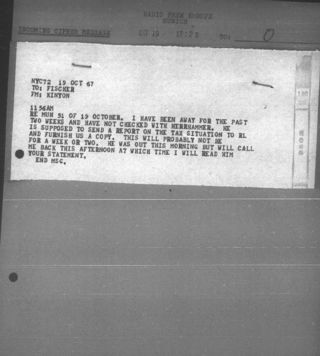 RADIO FREE EUROPE
MUNICH
INCOMING CIPHER MESSAGE
TO:
NYC72 19 OCT 67
TO: FISCHER
FM: KINYON
1156AM
RE MUN 51 OF 19 OCTOBER. I HAVE BEEN AWAY FOR THE PAST
TWO WEEKS AND HAVE NOT CHECKED WITH HERRHAMMER. HE
IS SUPPOSED TO SEND A REPORT ON THE TAX SITUATION TO RL
AND FURNISH US A COPY. THIS WILL PROBABLY NOT BE
FOR A WEEK OR TWO. HE WAS OUT THIS MORNING BUT WILL CALL
ME BACK THIS AFTERNOON AT WHICH TIME I WILL READ HIM
YOUR STATEMENT.
END MSG.